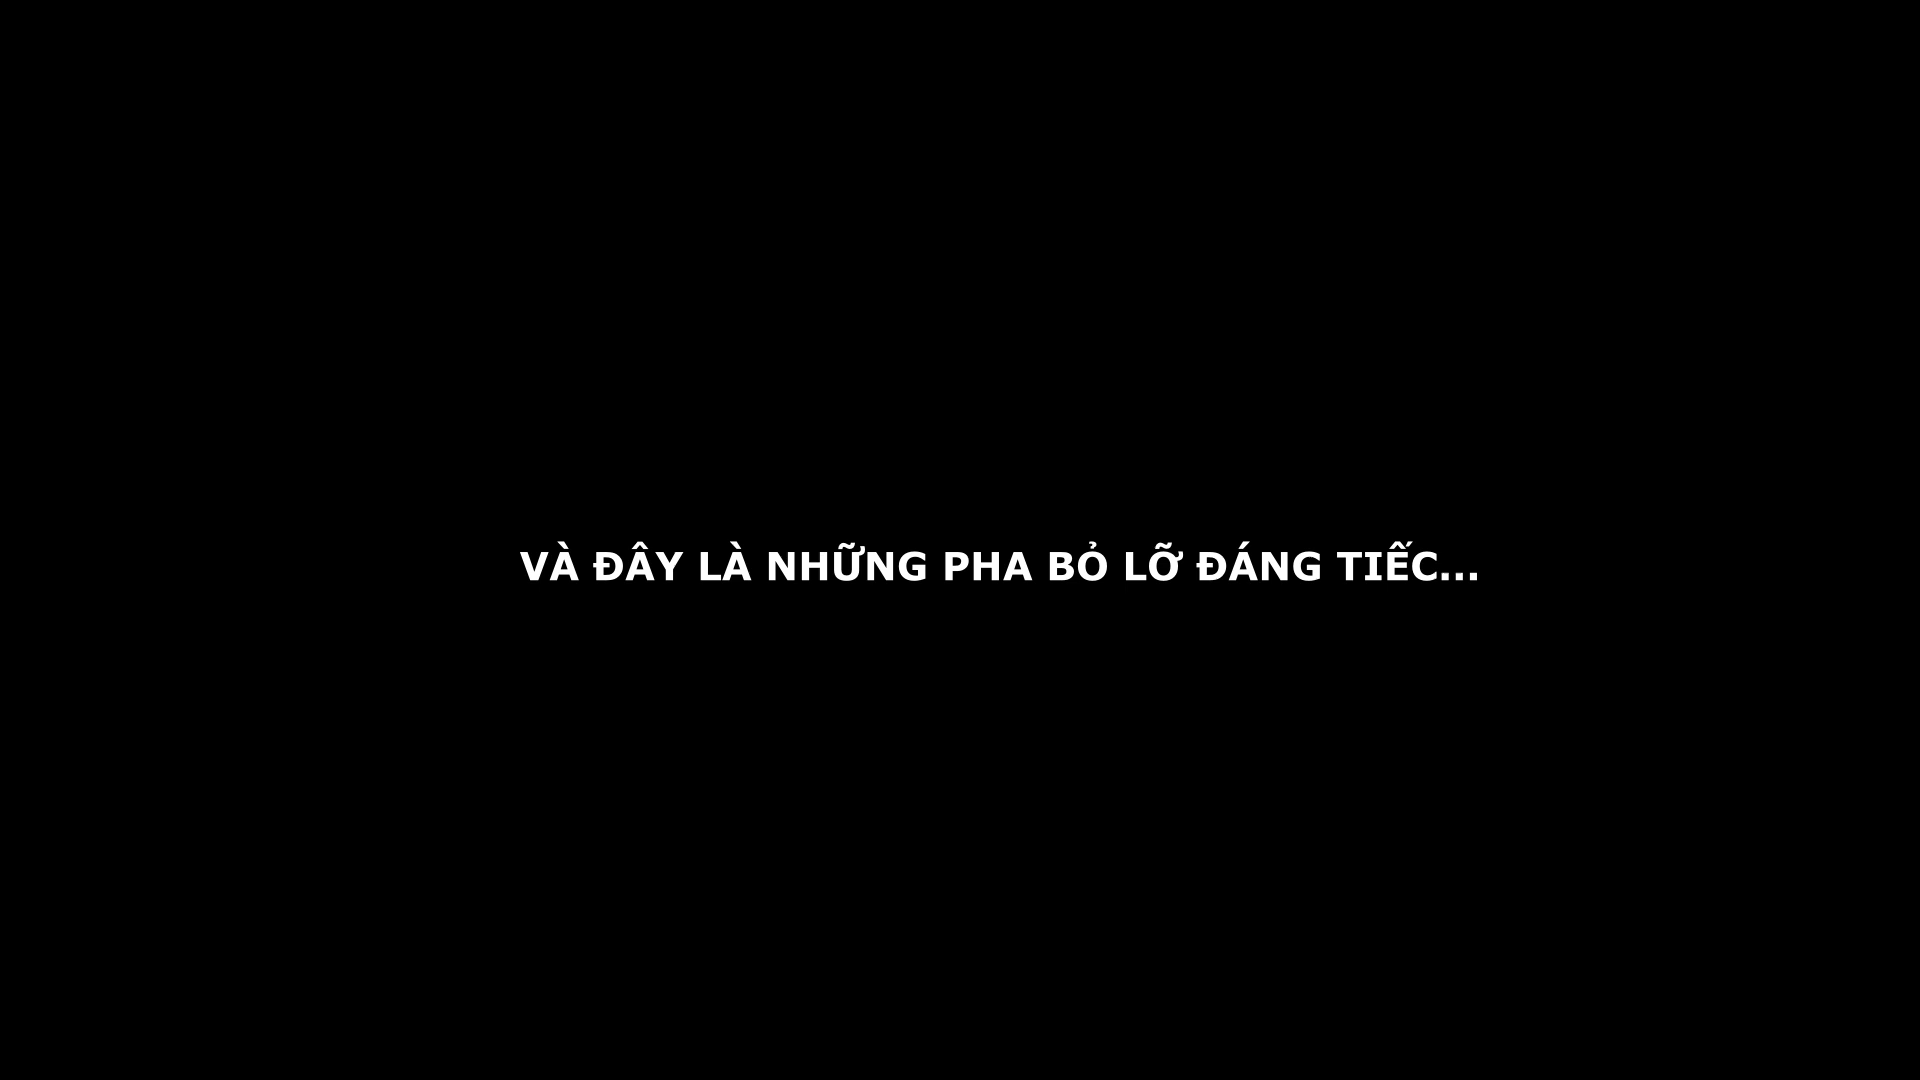 VÀ ĐÂY LÀ NHỮNG PHA BỎ LỠ ĐÁNG TIẾC...